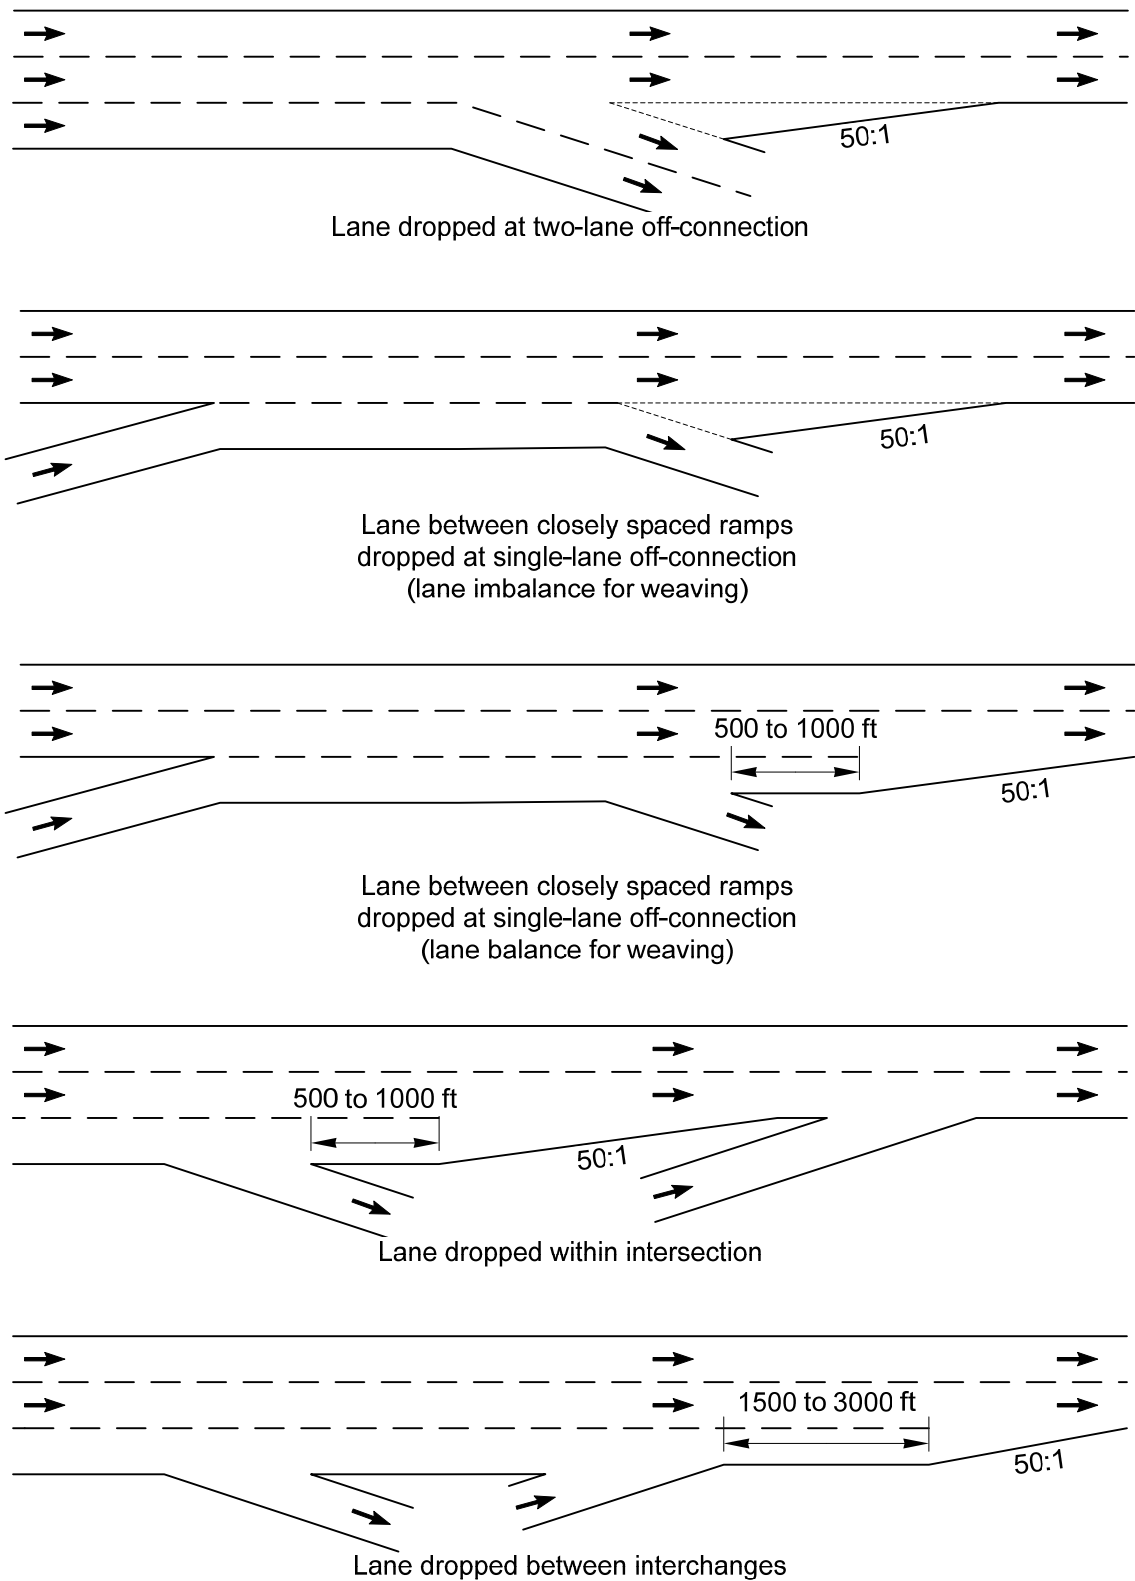 50:1
Lane dropped at two-lane off-connection
50:1
Lane between closely spaced ramps
dropped at single-lane off-connection
(lane imbalance for weaving)
500 to 1000 ft
50:1
Lane between closely spaced ramps
dropped at single-lane off-connection
(lane balance for weaving)
500 to 1000 ft
50:1
Lane dropped within intersection
1500 to 3000 ft
50:1
Lane dropped between interchanges